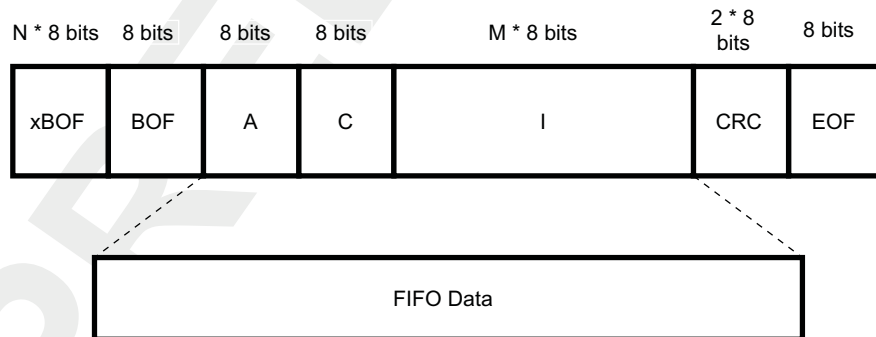 N * 8 bits 8 bits 8 bits 8 bits M * 8 bits 2 * 8 bits 8 bits
xBOF BOF A C I CRC EOF
FIFO Data